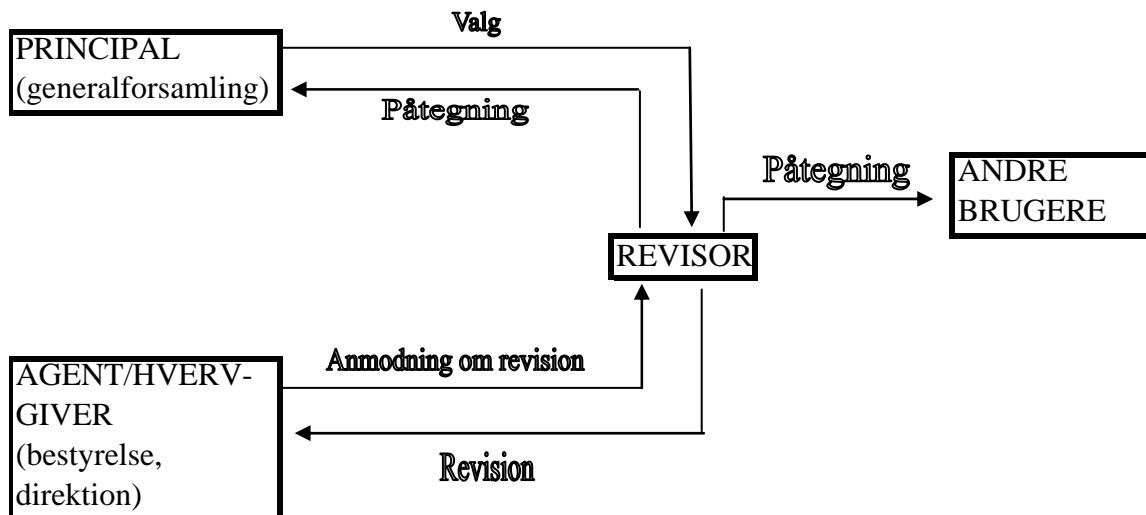 Valg
PRINCIPAL
(generalforsamling)
Påtegning
Påtegning
ANDRE
BRUGERE
REVISOR
Anmodning om revision
AGENT/HVERV-
GIVER
(bestyrelse,
direktion)
Revision